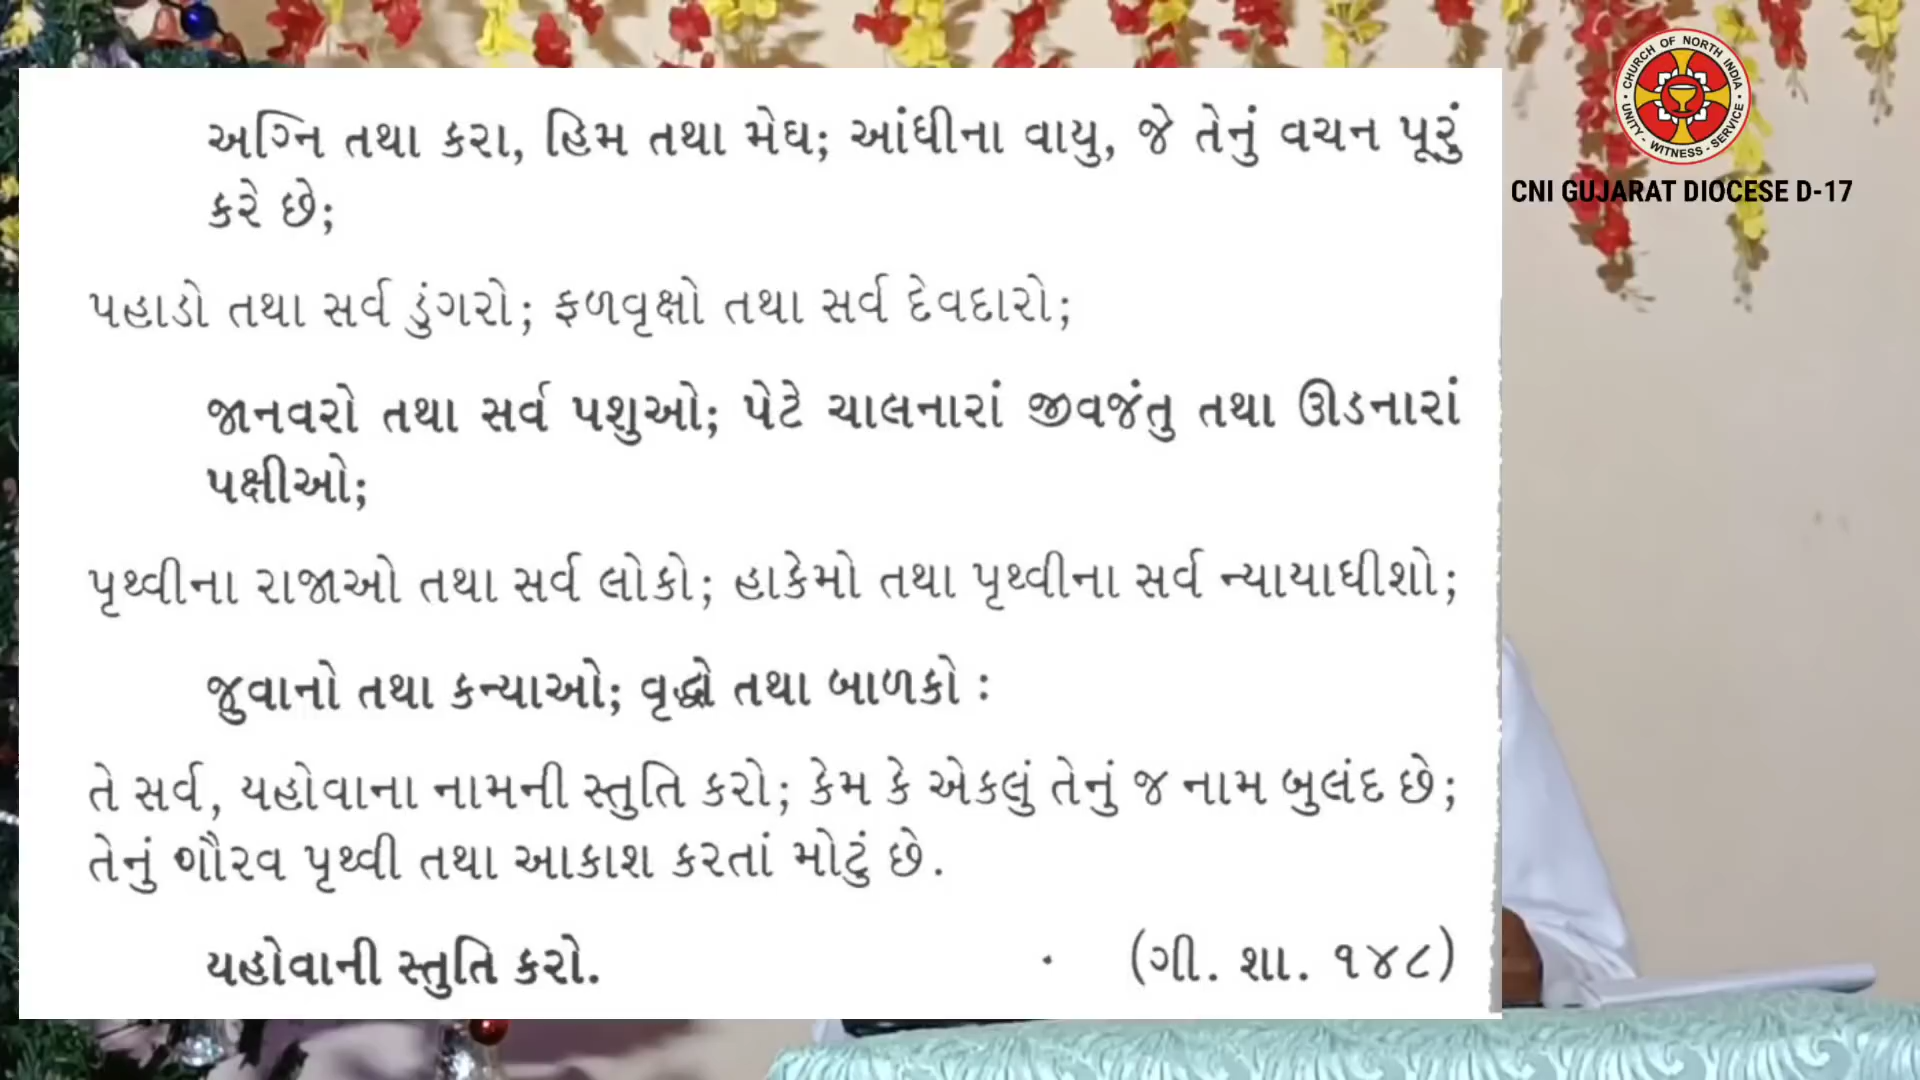 અગ્નિ તથા કરા, હિમ તથા મેઘ; આંધીના વાયુ, જે તેનું વચન પૂરું
કરે છે;
પહાડો તથા સર્વ ડુંગરો; ફળવૃક્ષો તથા સર્વ દેવદારો;
જાનવરો તથા સર્વ પશુઓ; પેટે ચાલનારાં જીવજંતુ તથા ઊડનારાં
પક્ષીઓ;
પૃથ્વીના રાજાઓ તથા સર્વ લોકો; હાકેમો તથા પૃથ્વીના સર્વ ન્યાયાધીશો;
જુવાનો તથા કન્યાઓ; વૃદ્ધો તથા બાળકો :
તે સર્વ, યહોવાના નામની સ્તુતિ કરો; કેમ કે એકલું તેનું જ નામ બુલંદ છે;
તેનું ગૌરવ પૃથ્વી તથા આકાશ કરતાં મોટું છે.
યહોવાની સ્તુતિ કરો. (ગી. શા. ૧૪૮)
CHURCH OF NORTH INDIA
UNITY - WITNESS - SERVICE
CNI GUJARAT DIOCESE D-17